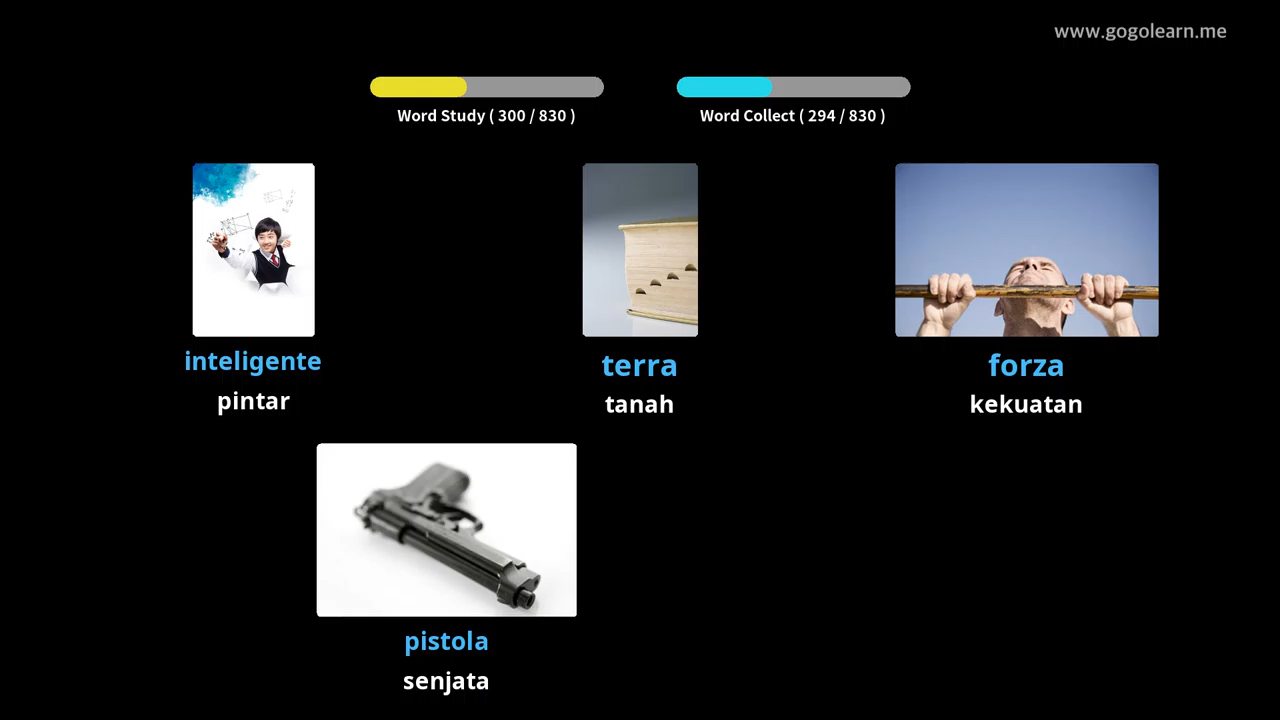 www.gogolearn.me
Word Study ( 300 / 830 )
Word Collect ( 294 / 830 )
inteligente
pintar
terra
tanah
forza
kekuatan
pistola
senjata